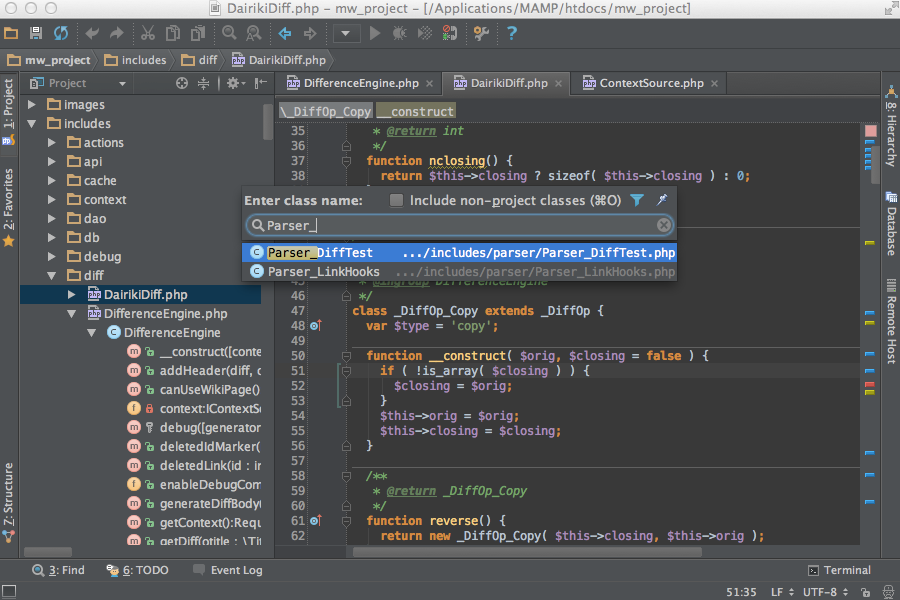 DairikiDiff.php - mw_project - [/Applications/MAMP/htdocs/mw_project]
mw_project includes diff DairikiDiff.php
Project
DifferenceEngine.php DairikiDiff.php ContextSource.php
1: Project
2: Favorites
Z: Structure
images
includes
actions
api
cache
context
dao
db
debug
diff
DairikiDiff.php
DifferenceEngine.php
DifferenceEngine
__construct([conte
addHeader(diff, o
canUseWikiPage()
context:IContextSo
debug([generator
deletedIdMarker(
deletedLink(id : in
enableDebugCom
generateDiffBody(
getContext():Requ
getDiff(otitle : \Titl
\_DiffOp_Copy __construct
35 * @return int
36 */
37 function nclosing() {
38 return $this->closing ? sizeof( $this->closing ) : 0;
Enter class name: Include non-project classes (⌘O)
Parser_
Parser_DiffTest .../includes/parser/Parser_DiffTest.php
Parser_LinkHooks .../includes/parser/Parser_LinkHooks.php
45 * @ingroup DifferenceEngine
46 */
47 class _DiffOp_Copy extends _DiffOp {
48 var $type = 'copy';
49
50 function __construct( $orig, $closing = false ) {
51 if ( !is_array( $closing ) ) {
52 $closing = $orig;
53 }
54 $this->orig = $orig;
55 $this->closing = $closing;
56 }
57
58 /**
59 * @return _DiffOp_Copy
60 */
61 function reverse() {
62 return new _DiffOp_Copy( $this->closing, $this->orig );
8: Hierarchy
Database
Remote Host
3: Find 6: TODO Event Log Terminal
51:35 LF UTF-8